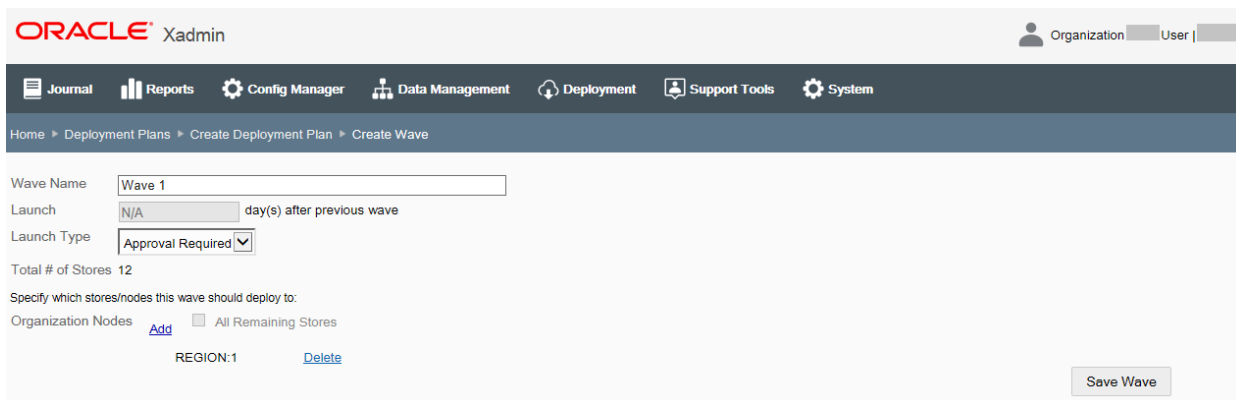 ORACLE® Xadmin
Organization User |
Journal Reports Config Manager Data Management Deployment Support Tools System
Home ▶ Deployment Plans ▶ Create Deployment Plan ▶ Create Wave
Wave Name Wave 1
Launch N/A day(s) after previous wave
Launch Type Approval Required
Total # of Stores 12
Specify which stores/nodes this wave should deploy to:
Organization Nodes Add All Remaining Stores
REGION:1 Delete
Save Wave